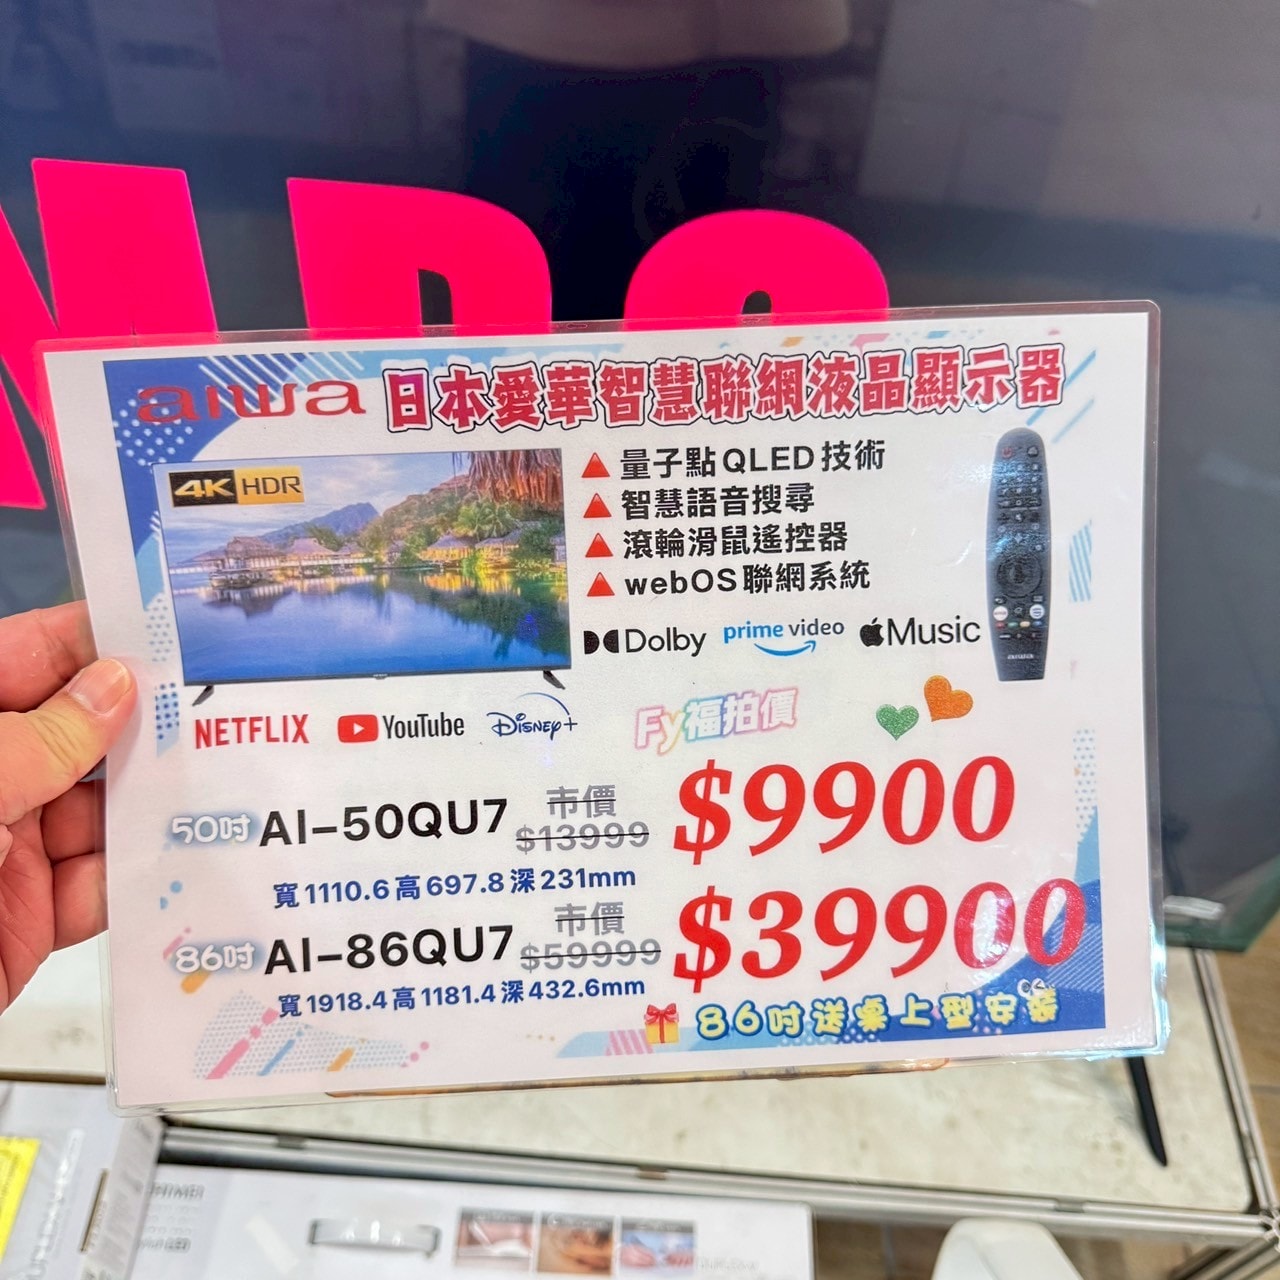 aiwa 日本愛華智慧聯網液晶顯示器
4K HDR
▲ 量子點QLED技術
▲ 智慧語音搜尋
▲ 滾輪滑鼠遙控器
▲ webOS聯網系統
Dolby prime video Music
NETFLIX YouTube Disney+
Fy福拍價
50吋 AI-50QU7 市價 $13999 $9900
寬1110.6高697.8深231mm
86吋 AI-86QU7 市價 $59999 $39900
寬1918.4高1181.4深432.6mm
86吋送桌上型安裝